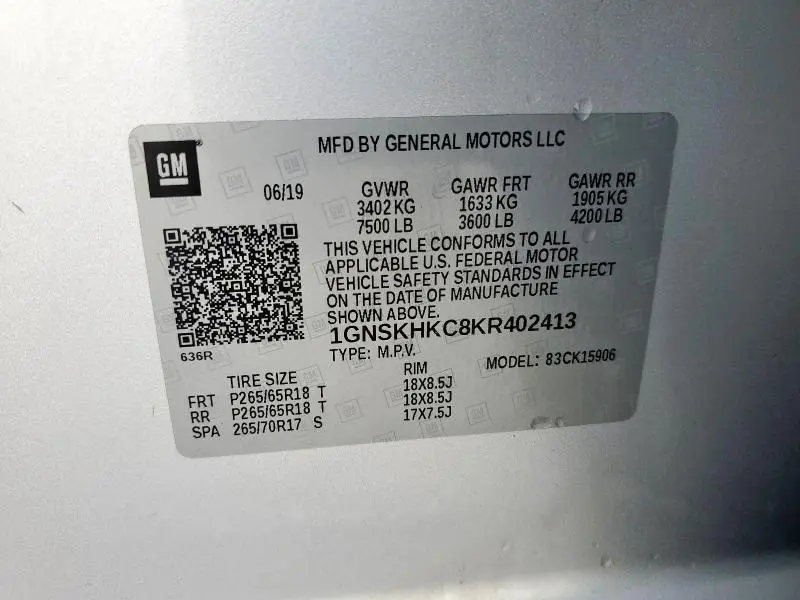 GM
MFD BY GENERAL MOTORS LLC
06/19 GVWR GAWR FRT GAWR RR
3402 KG 1633 KG 1905 KG
7500 LB 3600 LB 4200 LB
THIS VEHICLE CONFORMS TO ALL
APPLICABLE U.S. FEDERAL MOTOR
VEHICLE SAFETY STANDARDS IN EFFECT
ON THE DATE OF MANUFACTURE
SHOWN ABOVE.
1GNSKHKC8KR402413
636R
TYPE: M.P.V. MODEL: 83CK15906
TIRE SIZE RIM
FRT P265/65R18 T 18X8.5J
RR P265/65R18 T 18X8.5J
SPA 265/70R17 S 17X7.5J